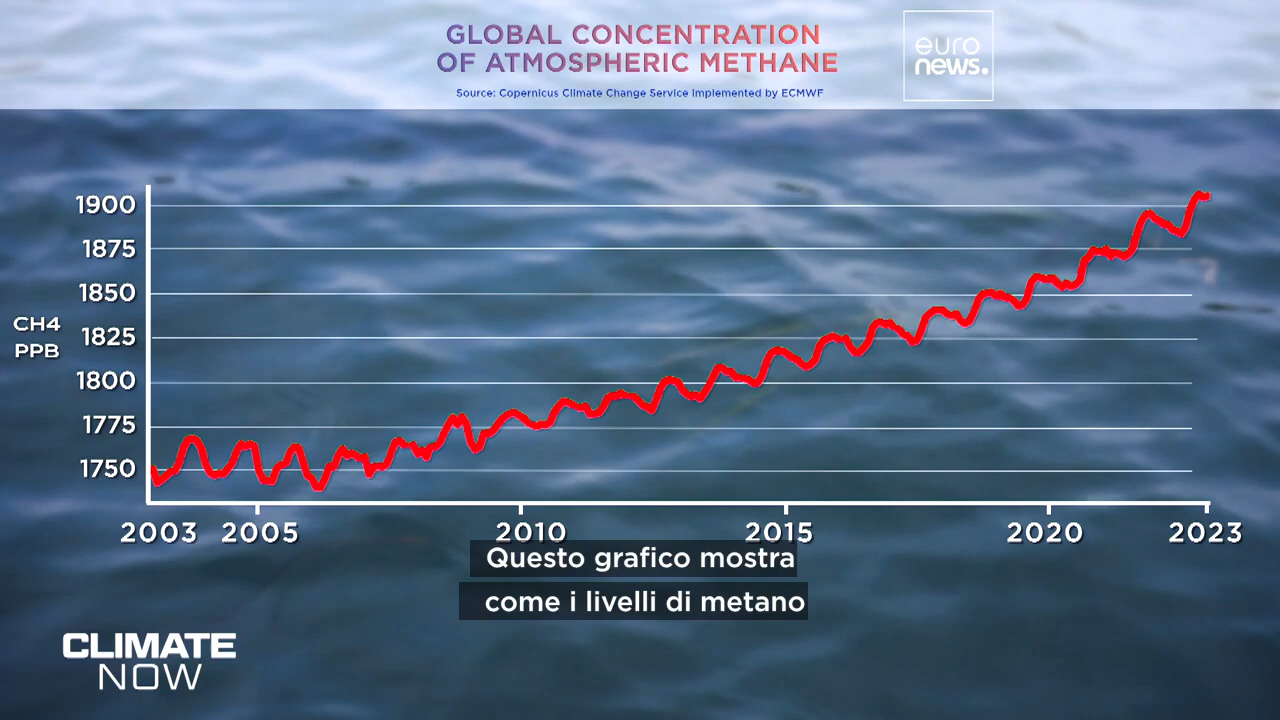 GLOBAL CONCENTRATION
OF ATMOSPHERIC METHANE
Source: Copernicus Climate Change Service implemented by ECMWF
euro
news.
1900
1875
1850
1825
1800
1775
1750
CH4
PPB
2003 2005 2010 2015 2020 2023
Questo grafico mostra
come i livelli di metano
CLIMATE
NOW